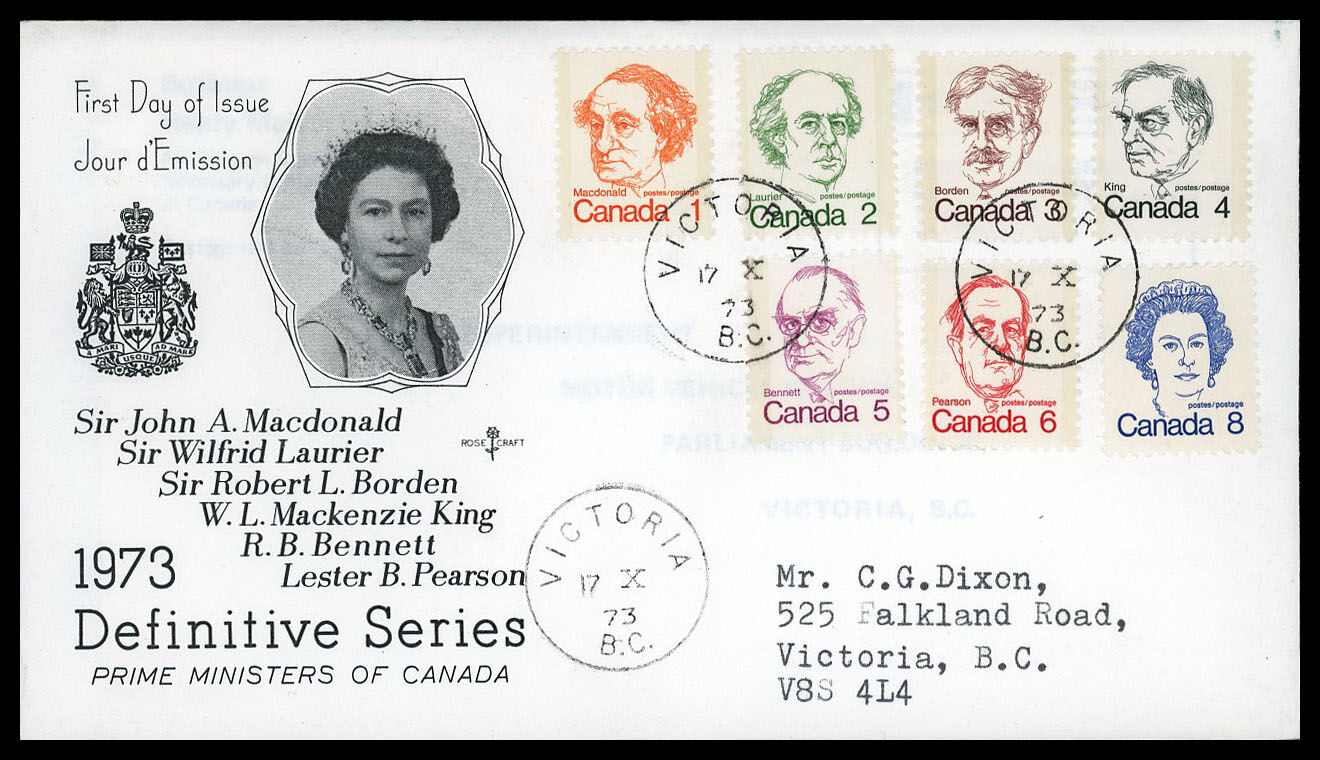 First Day of Issue
Jour d'Emission
A MARI USQUE AD MARE
Sir John A. Macdonald
Sir Wilfrid Laurier
Sir Robert L. Borden
W. L. Mackenzie King
R. B. Bennett
Lester B. Pearson
1973
Definitive Series
PRIME MINISTERS OF CANADA
ROSE CRAFT
Macdonald postes/postage
Canada 1
Laurier postes/postage
Canada 2
Borden postes/postage
Canada 3
King postes/postage
Canada 4
Bennett postes/postage
Canada 5
Pearson postes/postage
Canada 6
postes/postage
Canada 8
VICTORIA
17 X
73
B.C.
VICTORIA
17 X
73
B.C.
VICTORIA
17 X
73
B.C.
SUPERINTENDENT
MOTOR VEHIC
PARLIAMENT BUILDINGS
VICTORIA, B.C.
Mr. C.G.Dixon,
525 Falkland Road,
Victoria, B.C.
V8S 4L4